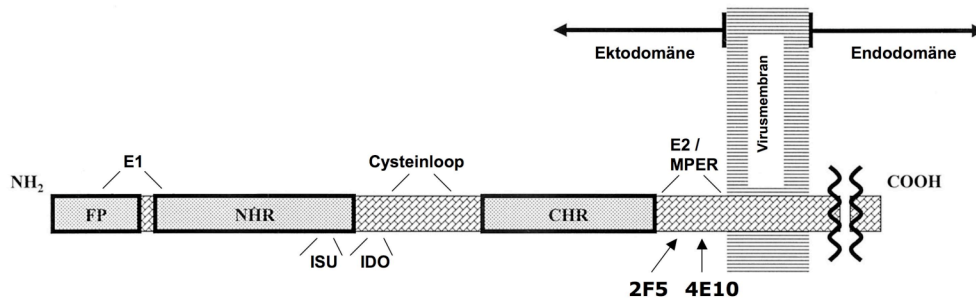 Ektodomäne
Endodomäne
Virusmembran
E1
Cysteinloop
E2 /
MPER
NH2
COOH
FP
NHR
CHR
ISU
IDO
2F5
4E10